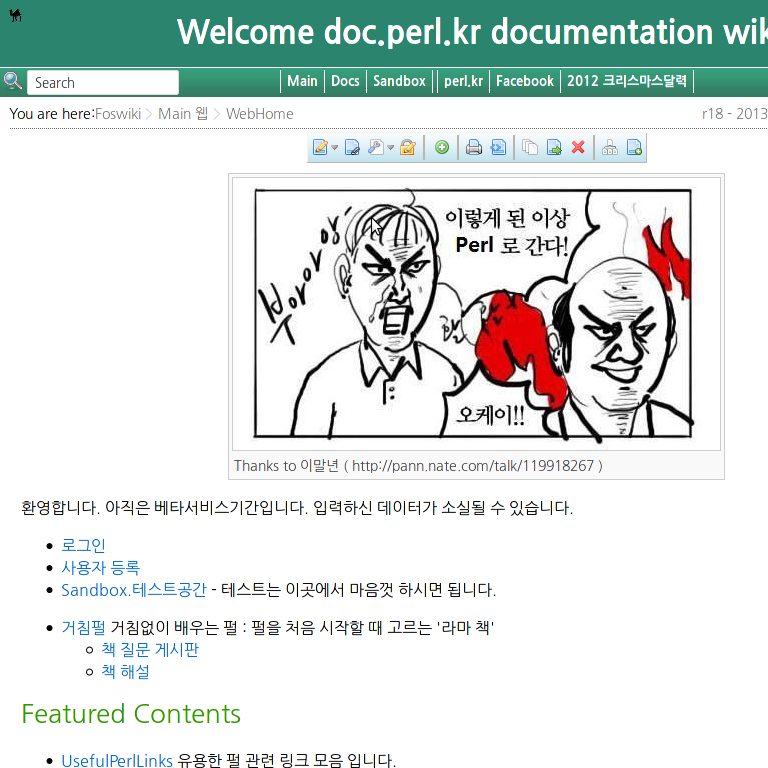 Welcome doc.perl.kr documentation wik
Search
Main Docs Sandbox perl.kr Facebook 2012 크리스마스달력
You are here: Foswiki Main 웹 WebHome
r18 - 2013
부아아아앙
이렇게 된 이상
Perl 로 간다!
오케이!!
Thanks to 이말년 ( http://pann.nate.com/talk/119918267 )
환영합니다. 아직은 베타서비스기간입니다. 입력하신 데이터가 소실될 수 있습니다.
로그인
사용자 등록
Sandbox.테스트공간 - 테스트는 이곳에서 마음껏 하시면 됩니다.
거침펄 거침없이 배우는 펄 : 펄을 처음 시작할 때 고르는 '라마 책'
책 질문 게시판
책 해설
Featured Contents
UsefulPerlLinks 유용한 펄 관련 링크 모음 입니다.